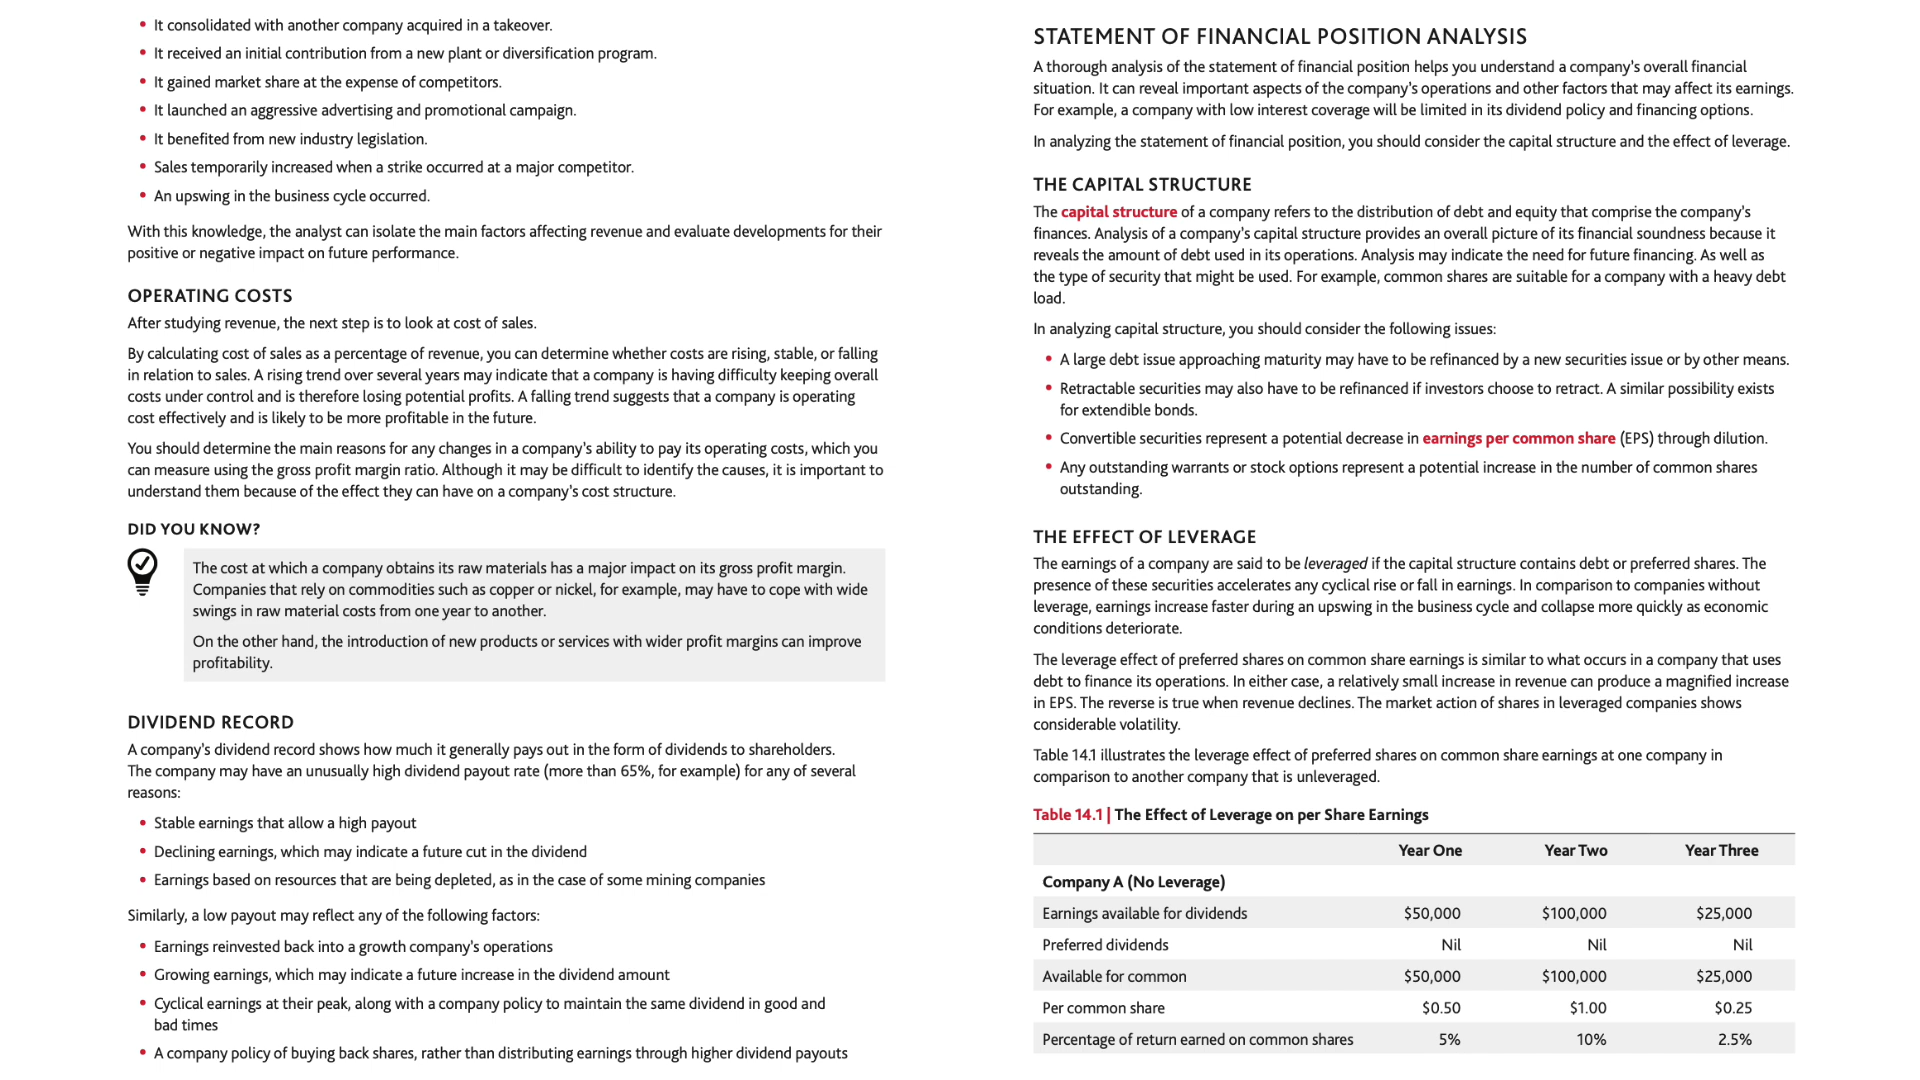 • It consolidated with another company acquired in a takeover.
• It received an initial contribution from a new plant or diversification program.
• It gained market share at the expense of competitors.
• It launched an aggressive advertising and promotional campaign.
• It benefited from new industry legislation.
• Sales temporarily increased when a strike occurred at a major competitor.
• An upswing in the business cycle occurred.
With this knowledge, the analyst can isolate the main factors affecting revenue and evaluate developments for their
positive or negative impact on future performance.
OPERATING COSTS
After studying revenue, the next step is to look at cost of sales.
By calculating cost of sales as a percentage of revenue, you can determine whether costs are rising, stable, or falling
in relation to sales. A rising trend over several years may indicate that a company is having difficulty keeping overall
costs under control and is therefore losing potential profits. A falling trend suggests that a company is operating
cost effectively and is likely to be more profitable in the future.
You should determine the main reasons for any changes in a company's ability to pay its operating costs, which you
can measure using the gross profit margin ratio. Although it may be difficult to identify the causes, it is important to
understand them because of the effect they can have on a company's cost structure.
DID YOU KNOW?
The cost at which a company obtains its raw materials has a major impact on its gross profit margin.
Companies that rely on commodities such as copper or nickel, for example, may have to cope with wide
swings in raw material costs from one year to another.
On the other hand, the introduction of new products or services with wider profit margins can improve
profitability.
DIVIDEND RECORD
A company's dividend record shows how much it generally pays out in the form of dividends to shareholders.
The company may have an unusually high dividend payout rate (more than 65%, for example) for any of several
reasons:
• Stable earnings that allow a high payout
• Declining earnings, which may indicate a future cut in the dividend
• Earnings based on resources that are being depleted, as in the case of some mining companies
Similarly, a low payout may reflect any of the following factors:
• Earnings reinvested back into a growth company's operations
• Growing earnings, which may indicate a future increase in the dividend amount
• Cyclical earnings at their peak, along with a company policy to maintain the same dividend in good and
bad times
• A company policy of buying back shares, rather than distributing earnings through higher dividend payouts
STATEMENT OF FINANCIAL POSITION ANALYSIS
A thorough analysis of the statement of financial position helps you understand a company's overall financial
situation. It can reveal important aspects of the company's operations and other factors that may affect its earnings.
For example, a company with low interest coverage will be limited in its dividend policy and financing options.
In analyzing the statement of financial position, you should consider the capital structure and the effect of leverage.
THE CAPITAL STRUCTURE
The capital structure of a company refers to the distribution of debt and equity that comprise the company's
finances. Analysis of a company's capital structure provides an overall picture of its financial soundness because it
reveals the amount of debt used in its operations. Analysis may indicate the need for future financing. As well as
the type of security that might be used. For example, common shares are suitable for a company with a heavy debt
load.
In analyzing capital structure, you should consider the following issues:
• A large debt issue approaching maturity may have to be refinanced by a new securities issue or by other means.
• Retractable securities may also have to be refinanced if investors choose to retract. A similar possibility exists
for extendible bonds.
• Convertible securities represent a potential decrease in earnings per common share (EPS) through dilution.
• Any outstanding warrants or stock options represent a potential increase in the number of common shares
outstanding.
THE EFFECT OF LEVERAGE
The earnings of a company are said to be leveraged if the capital structure contains debt or preferred shares. The
presence of these securities accelerates any cyclical rise or fall in earnings. In comparison to companies without
leverage, earnings increase faster during an upswing in the business cycle and collapse more quickly as economic
conditions deteriorate.
The leverage effect of preferred shares on common share earnings is similar to what occurs in a company that uses
debt to finance its operations. In either case, a relatively small increase in revenue can produce a magnified increase
in EPS. The reverse is true when revenue declines. The market action of shares in leveraged companies shows
considerable volatility.
Table 14.1 illustrates the leverage effect of preferred shares on common share earnings at one company in
comparison to another company that is unleveraged.
Table 14.1 | The Effect of Leverage on per Share Earnings
Year One Year Two Year Three
Company A (No Leverage)
Earnings available for dividends $50,000 $100,000 $25,000
Preferred dividends Nil Nil Nil
Available for common $50,000 $100,000 $25,000
Per common share $0.50 $1.00 $0.25
Percentage of return earned on common shares 5% 10% 2.5%